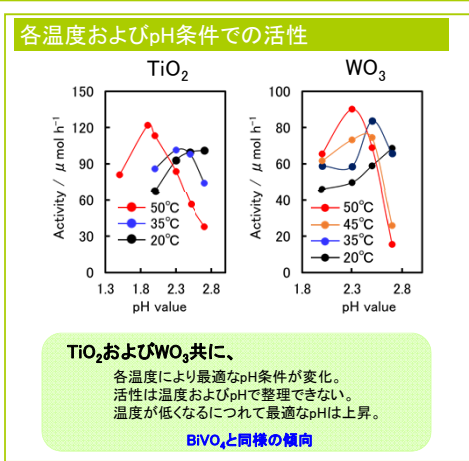 各温度およびpH条件での活性
TiO2
WO3
150
120
90
60
30
0
Activity / μmol h⁻¹
50℃
35℃
20℃
1.3 1.8 2.3 2.8
pH value
100
80
60
40
20
0
Activity / μmol h⁻¹
50℃
45℃
35℃
20℃
1.8 2.3 2.8
pH value
TiO2およびWO3共に、
各温度により最適なpH条件が変化。
活性は温度およびpHで整理できない。
温度が低くなるにつれて最適なpHは上昇。
BiVO4と同様の傾向